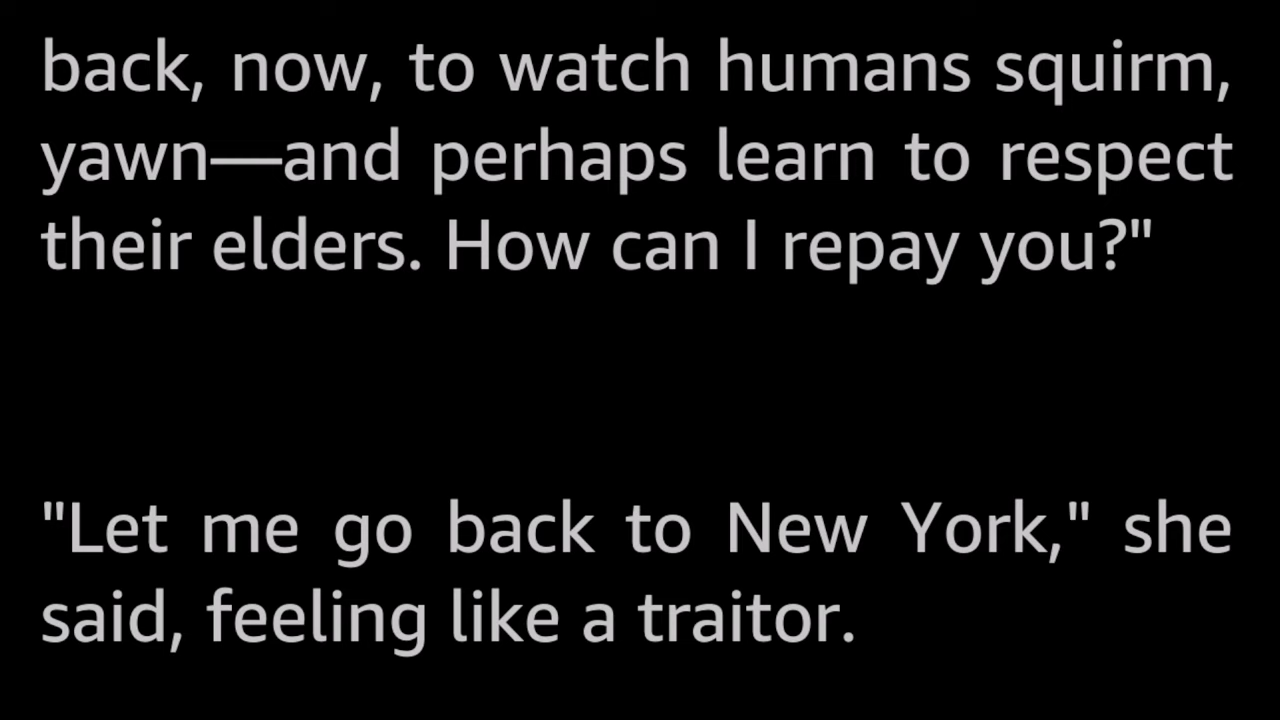 back, now, to watch humans squirm,
yawn—and perhaps learn to respect
their elders. How can I repay you?"
"Let me go back to New York," she
said, feeling like a traitor.